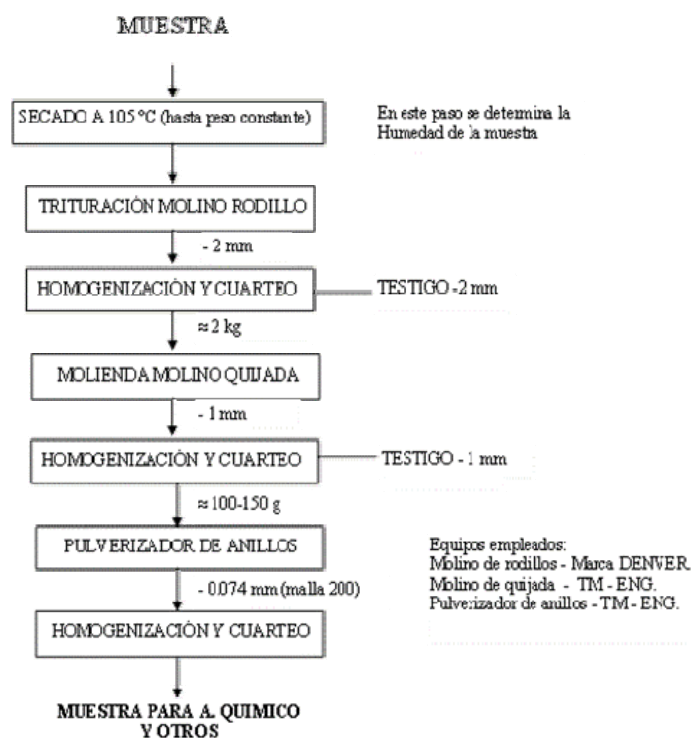 MUESTRA
SECADO A 105 °C (hasta peso constante)
En este paso se determina la
Humedad de la muestra
TRITURACIÓN MOLINO RODILLO
- 2 mm
HOMOGENIZACIÓN Y CUARTEO
TESTIGO -2 mm
≈ 2 kg
MOLIENDA MOLINO QUIJADA
- 1 mm
HOMOGENIZACIÓN Y CUARTEO
TESTIGO - 1 mm
≈ 100-150 g
PULVERIZADOR DE ANILLOS
- 0.074 mm (malla 200)
Equipos empleados:
Molino de rodillos - Marca DENVER.
Molino de quijada - TM - ENG.
Pulverizador de anillos - TM - ENG.
HOMOGENIZACIÓN Y CUARTEO
MUESTRA PARA A. QUIMICO
Y OTROS